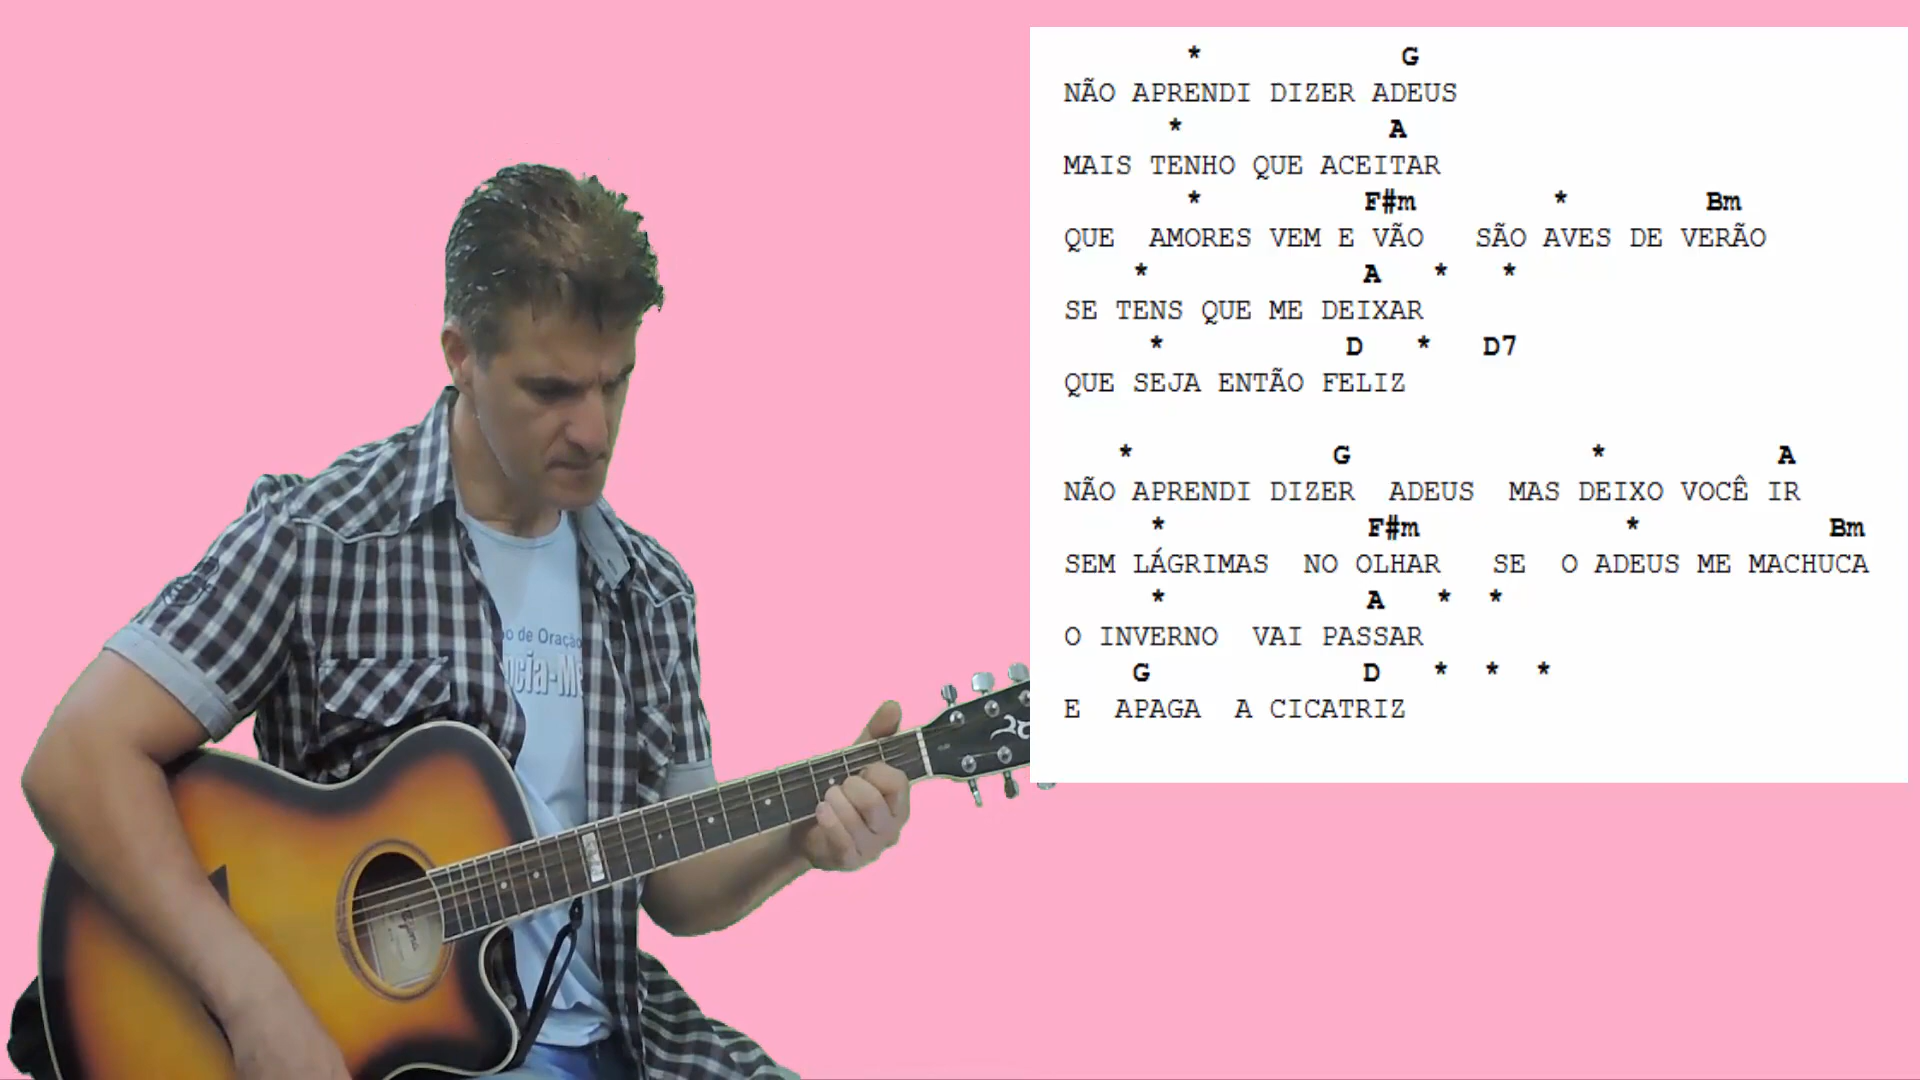 * G
NÃO APRENDI DIZER ADEUS
* A
MAIS TENHO QUE ACEITAR
* F#m * Bm
QUE AMORES VEM E VÃO SÃO AVES DE VERÃO
* A * *
SE TENS QUE ME DEIXAR
* D * D7
QUE SEJA ENTÃO FELIZ
* G * A
NÃO APRENDI DIZER ADEUS MAS DEIXO VOCÊ IR
* F#m * Bm
SEM LÁGRIMAS NO OLHAR SE O ADEUS ME MACHUCA
* A * *
O INVERNO VAI PASSAR
G D * * *
E APAGA A CICATRIZ
de Oração